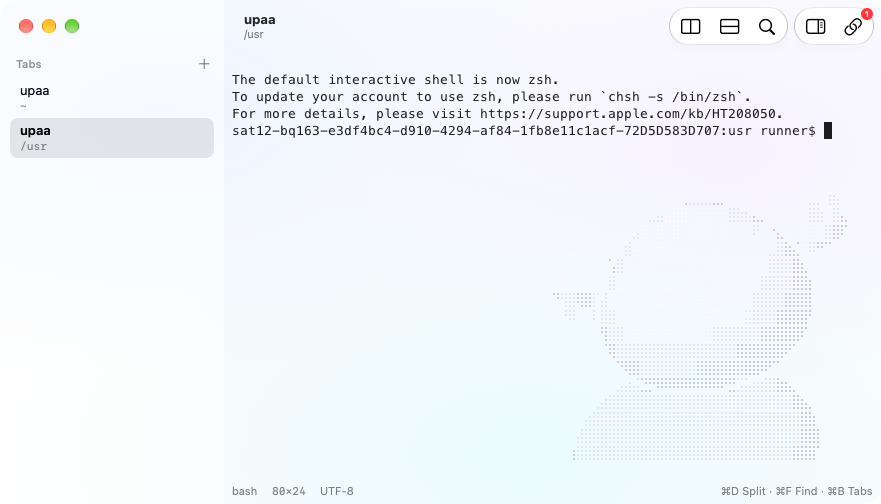 upaa
/usr
1
Tabs
upaa
~
upaa
/usr
The default interactive shell is now zsh.
To update your account to use zsh, please run `chsh -s /bin/zsh`.
For more details, please visit https://support.apple.com/kb/HT208050.
sat12-bq163-e3df4bc4-d910-4294-af84-1fb8e11c1acf-72D5D583D707:usr runner$
bash 80×24 UTF-8
⌘D Split · ⌘F Find · ⌘B Tabs